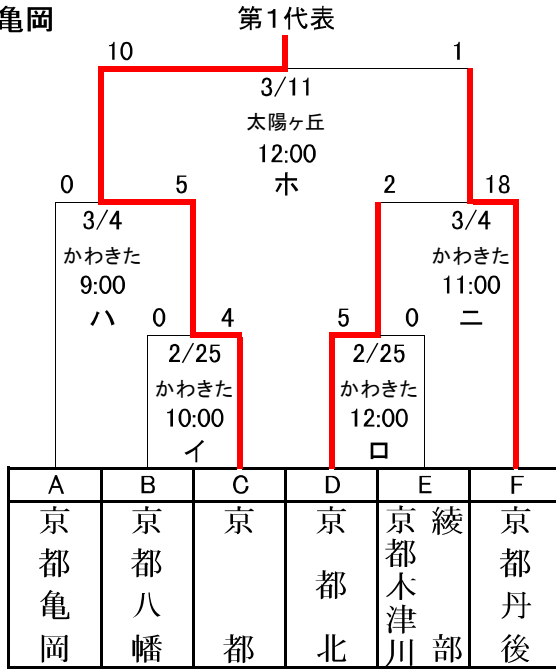 亀岡
第1代表
10 1
3/11
太陽ヶ丘
12:00
ホ
0 5 2 18
3/4 3/4
かわきた かわきた
9:00 11:00
ハ ニ
0 4 5 0
2/25 2/25
かわきた かわきた
10:00 12:00
イ ロ
A B C D E F
京都亀岡
京都八幡
京都
京都北
綾部
京都木津川
京都丹後